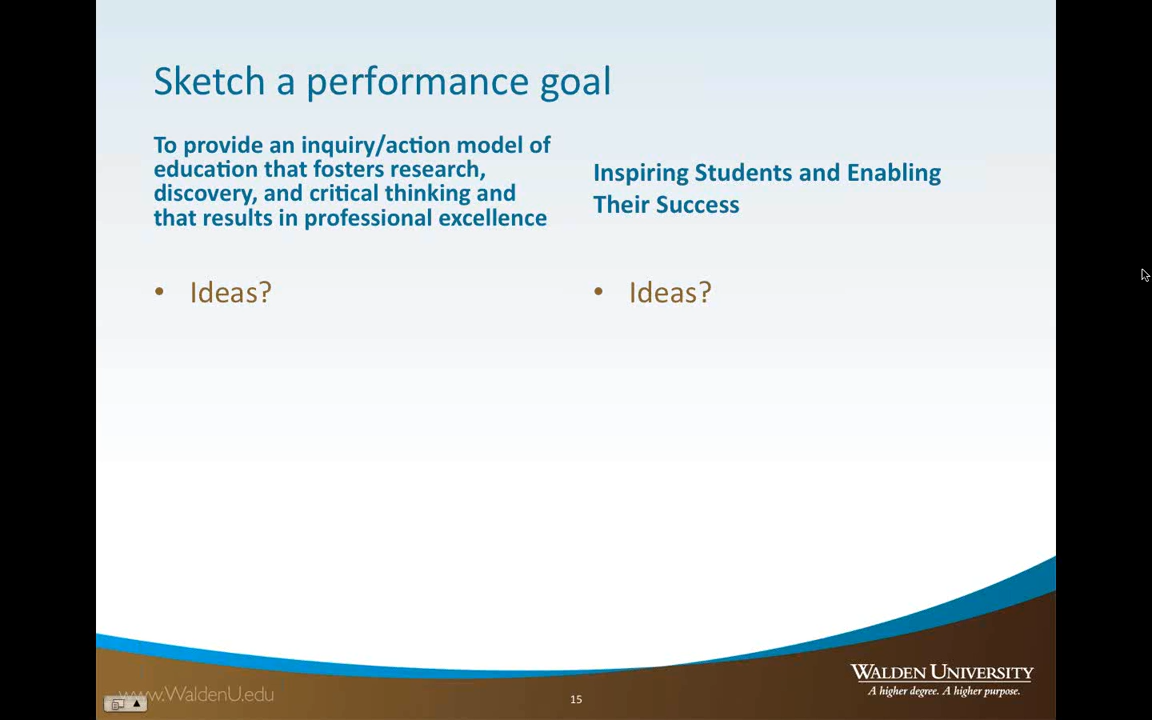 Sketch a performance goal
To provide an inquiry/action model of
education that fosters research,
discovery, and critical thinking and
that results in professional excellence
• Ideas?
Inspiring Students and Enabling
Their Success
• Ideas?
www.WaldenU.edu
15
WALDEN UNIVERSITY
A higher degree. A higher purpose.